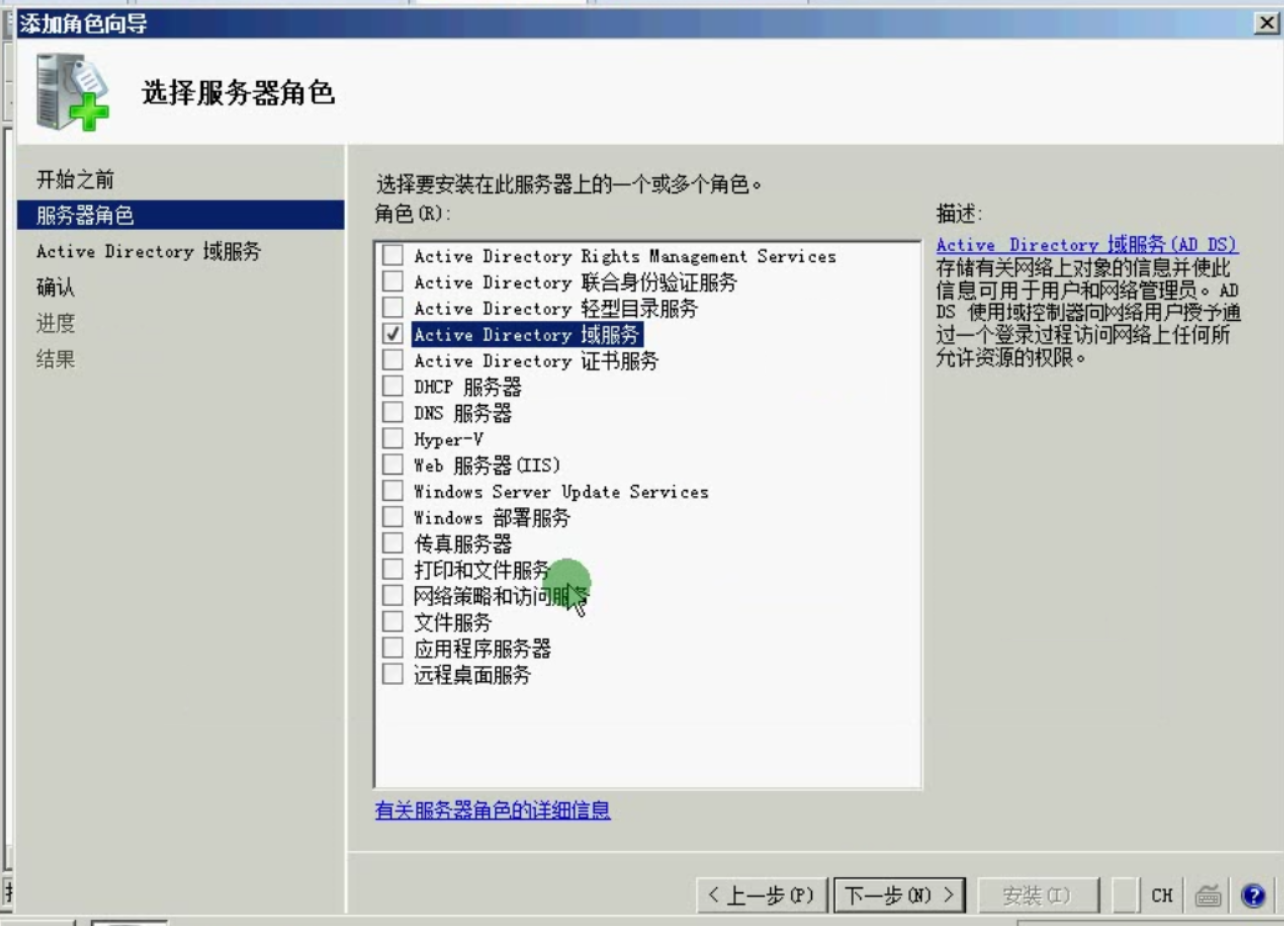 添加角色向导
选择服务器角色
开始之前
服务器角色
Active Directory 域服务
确认
进度
结果
选择要安装在此服务器上的一个或多个角色。
角色(R):
Active Directory Rights Management Services
Active Directory 联合身份验证服务
Active Directory 轻型目录服务
Active Directory 域服务
Active Directory 证书服务
DHCP 服务器
DNS 服务器
Hyper-V
Web 服务器(IIS)
Windows Server Update Services
Windows 部署服务
传真服务器
打印和文件服务
网络策略和访问服务
文件服务
应用程序服务器
远程桌面服务
有关服务器角色的详细信息
描述:
Active Directory 域服务(AD DS)
存储有关网络上对象的信息并使此
信息可用于用户和网络管理员。AD
DS 使用域控制器向网络用户授予通
过一个登录过程访问网络上任何所
允许资源的权限。
< 上一步(P)
下一步(N) >
安装(I)
CH